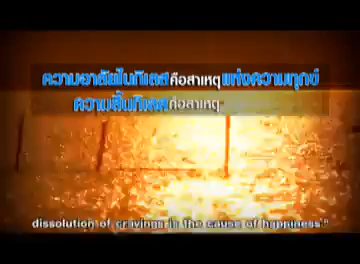 ความอาลัยในกิเลสคือสาเหตุแห่งความทุกข์
ความสิ้นกิเลสคือสาเหตุ
dissolution of cravings is the cause of happiness"